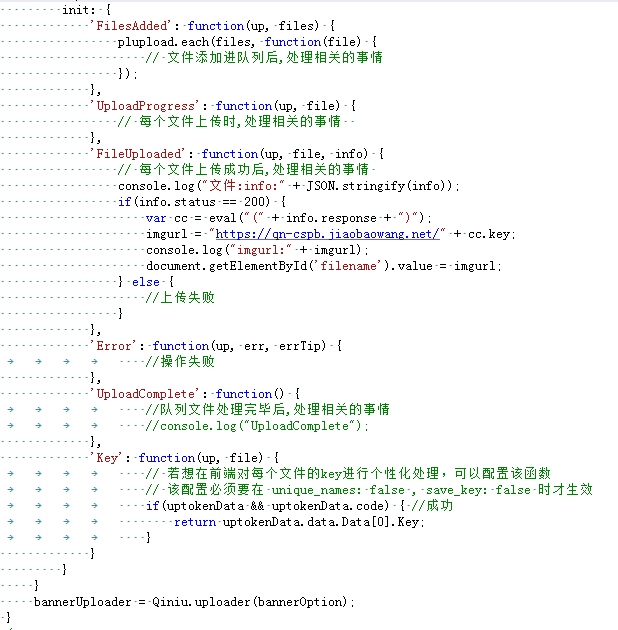 init: {
'FilesAdded': function(up, files) {
plupload.each(files, function(file) {
// 文件添加进队列后,处理相关的事情
});
},
'UploadProgress': function(up, file) {
// 每个文件上传时,处理相关的事情
},
'FileUploaded': function(up, file, info) {
// 每个文件上传成功后,处理相关的事情
console.log("文件:info:" + JSON.stringify(info));
if(info.status == 200) {
var cc = eval("(" + info.response + ")");
imgurl = "https://qn-cspb.jiaobaowang.net/" + cc.key;
console.log("imgurl:" + imgurl);
document.getElementById('filename').value = imgurl;
} else {
//上传失败
}
},
'Error': function(up, err, errTip) {
//操作失败
},
'UploadComplete': function() {
//队列文件处理完毕后,处理相关的事情
//console.log("UploadComplete");
},
'Key': function(up, file) {
// 若想在前端对每个文件的key进行个性化处理，可以配置该函数
// 该配置必须要在 unique_names: false , save_key: false 时才生效
if(uptokenData && uptokenData.code) { //成功
return uptokenData.data.Data[0].Key;
}
}
}
}
bannerUploader = Qiniu.uploader(bannerOption);
}